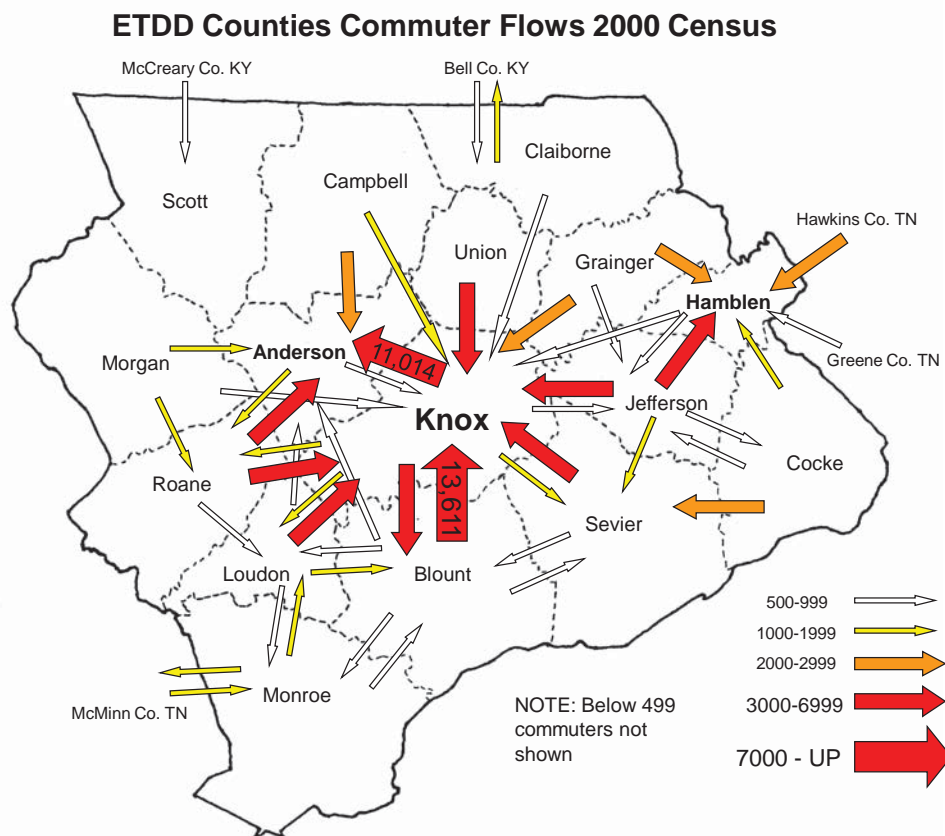 ETDD Counties Commuter Flows 2000 Census
McCreary Co. KY
Bell Co. KY
Claiborne
Campbell
Scott
Hawkins Co. TN
Union
Grainger
Hamblen
Anderson
11,014
Morgan
Greene Co. TN
Jefferson
Knox
Cocke
Roane
13,611
Sevier
Loudon
Blount
500-999
1000-1999
2000-2999
Monroe
McMinn Co. TN
NOTE: Below 499
commuters not
shown
3000-6999
7000 - UP